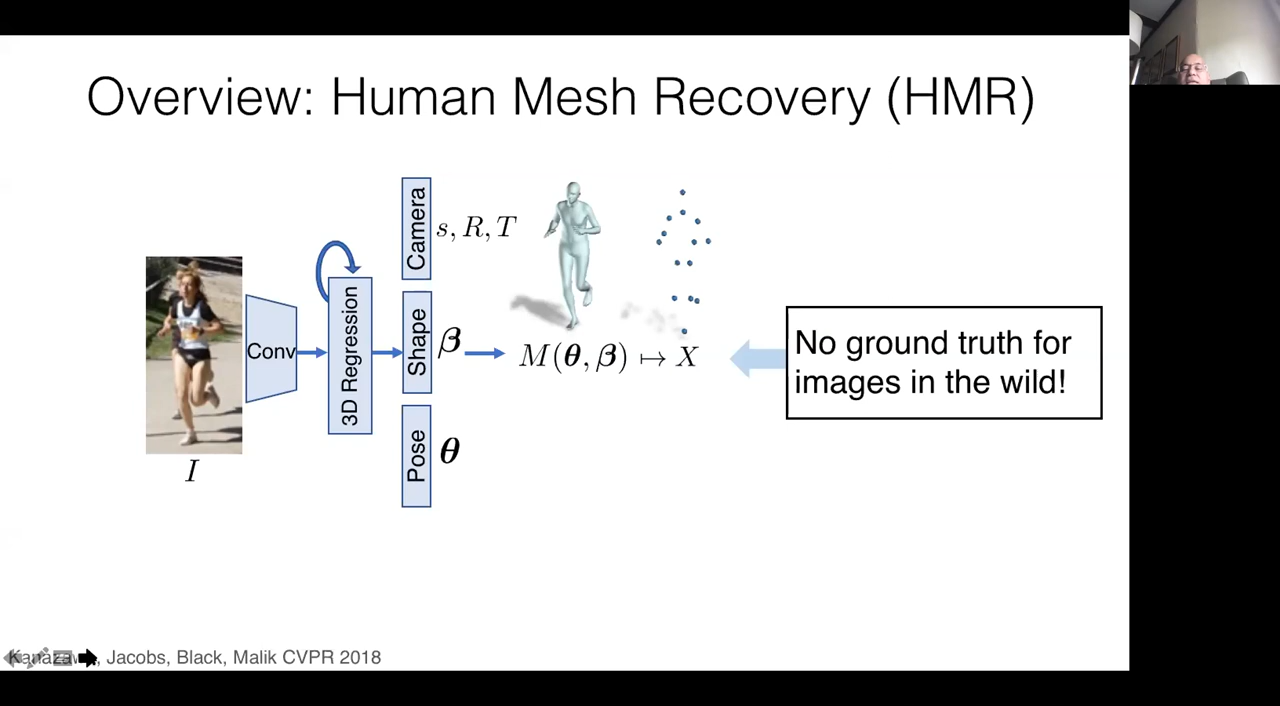 Overview: Human Mesh Recovery (HMR)
Camera
s, R, T
Conv
3D Regression
Shape
β
M(θ, β) ↦ X
No ground truth for
images in the wild!
Pose
θ
I
Kanazawa, Jacobs, Black, Malik CVPR 2018